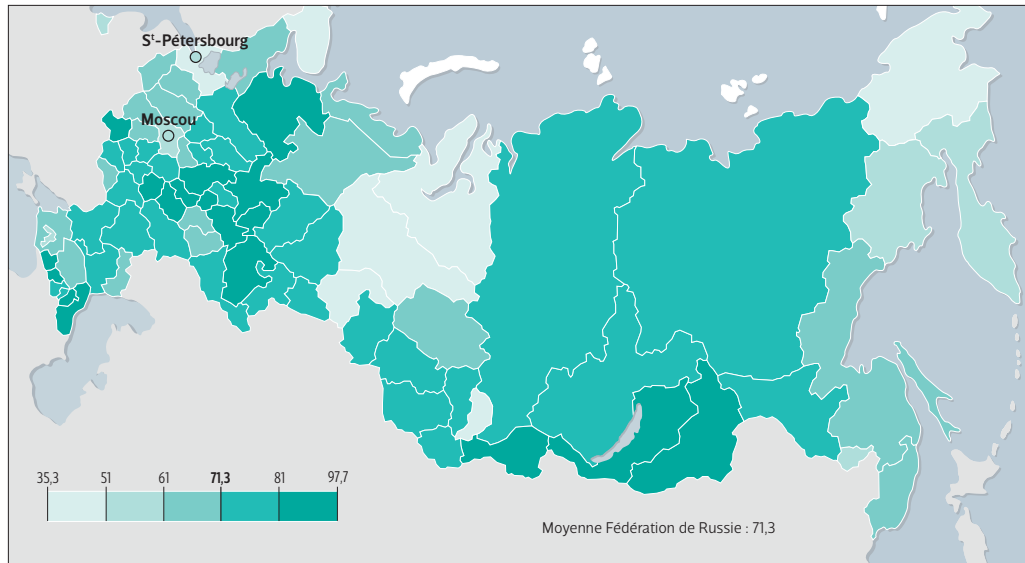 Sᵗ-Pétersbourg
Moscou
35,3 51 61 71,3 81 97,7
Moyenne Fédération de Russie : 71,3